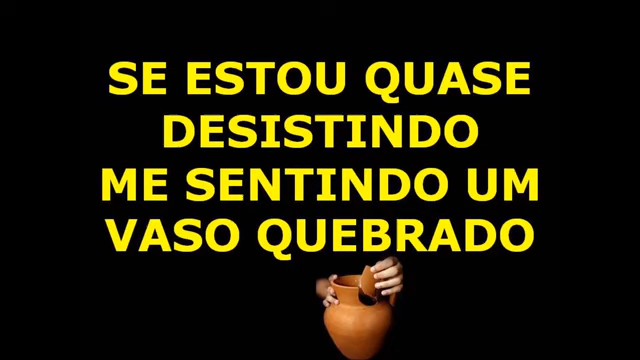 SE ESTOU QUASE
DESISTINDO
ME SENTINDO UM
VASO QUEBRADO